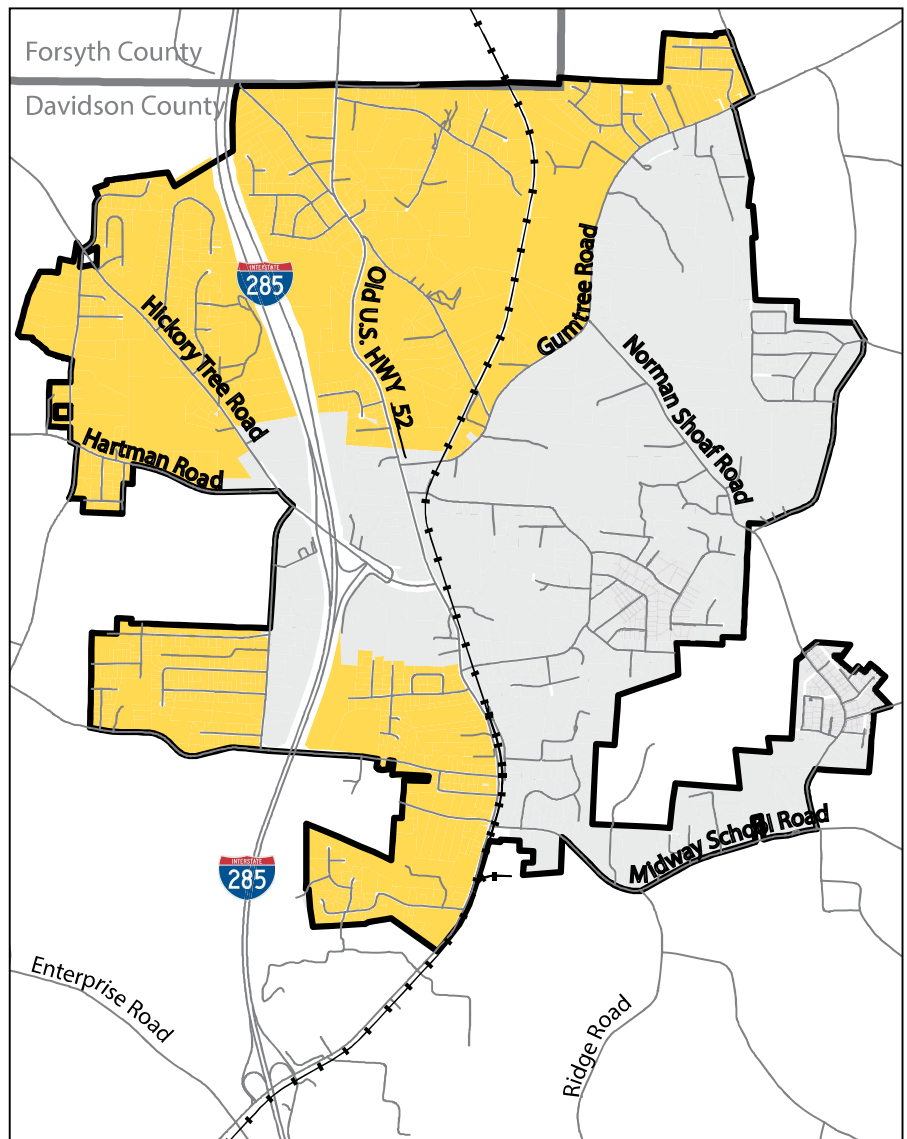 Forsyth County
Davidson County
INTERSTATE
285
Old U.S. HWY 52
Gumtree Road
HIckory Tree Road
Norman Shoaf Road
Hartman Road
Midway School Road
INTERSTATE
285
Enterprise Road
Ridge Road